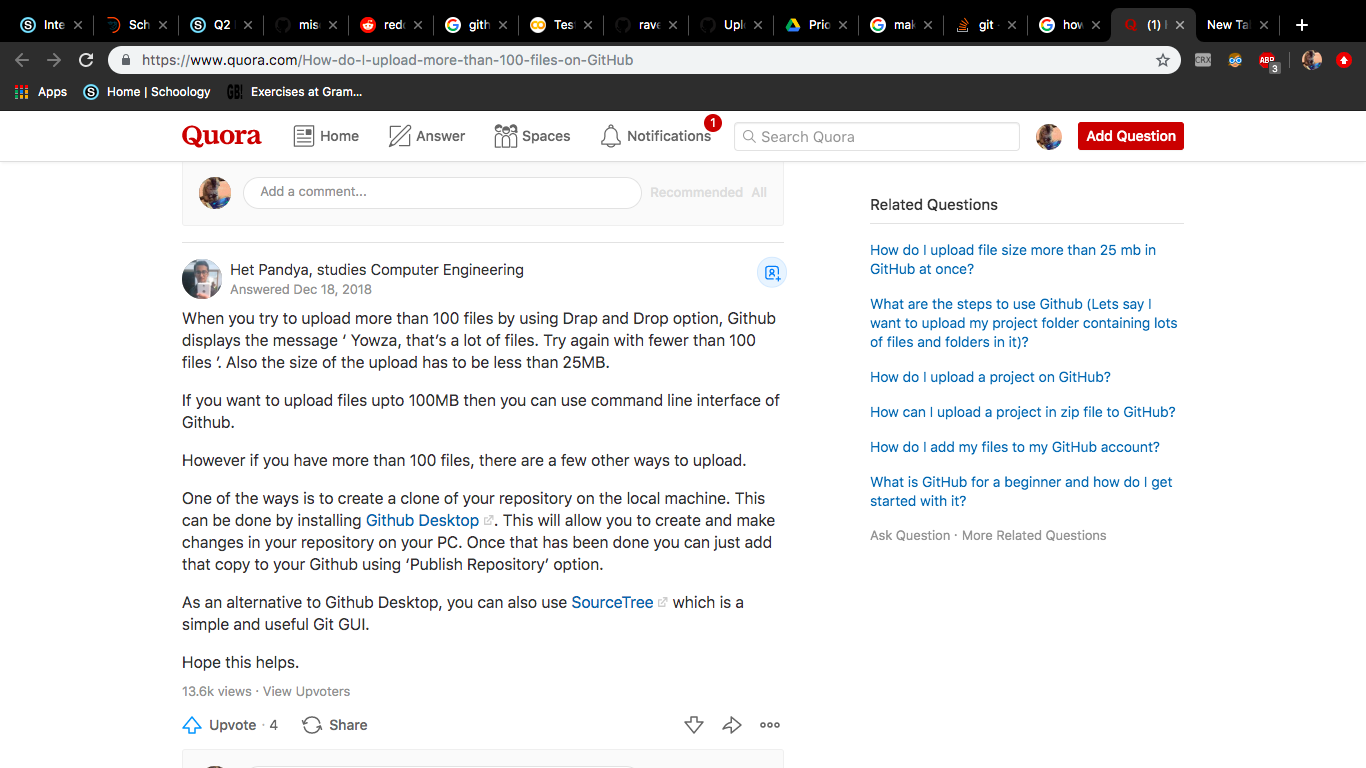 Inte
Sch
Q2
mis
redd
gith
Tes
rave
Uplo
Prio
mak
git
how
(1)
New Ta
https://www.quora.com/How-do-I-upload-more-than-100-files-on-GitHub
CRX
ABP
3
Apps
Home | Schoology
GB!
Exercises at Gram...
Quora
Home
Answer
Spaces
Notifications
1
Search Quora
Add Question
Add a comment...
Recommended All
Het Pandya, studies Computer Engineering
Answered Dec 18, 2018
When you try to upload more than 100 files by using Drap and Drop option, Github
displays the message ‘ Yowza, that’s a lot of files. Try again with fewer than 100
files ‘. Also the size of the upload has to be less than 25MB.
If you want to upload files upto 100MB then you can use command line interface of
Github.
However if you have more than 100 files, there are a few other ways to upload.
One of the ways is to create a clone of your repository on the local machine. This
can be done by installing Github Desktop. This will allow you to create and make
changes in your repository on your PC. Once that has been done you can just add
that copy to your Github using ‘Publish Repository’ option.
As an alternative to Github Desktop, you can also use SourceTree which is a
simple and useful Git GUI.
Hope this helps.
13.6k views · View Upvoters
Upvote · 4
Share
Related Questions
How do I upload file size more than 25 mb in
GitHub at once?
What are the steps to use Github (Lets say I
want to upload my project folder containing lots
of files and folders in it)?
How do I upload a project on GitHub?
How can I upload a project in zip file to GitHub?
How do I add my files to my GitHub account?
What is GitHub for a beginner and how do I get
started with it?
Ask Question · More Related Questions